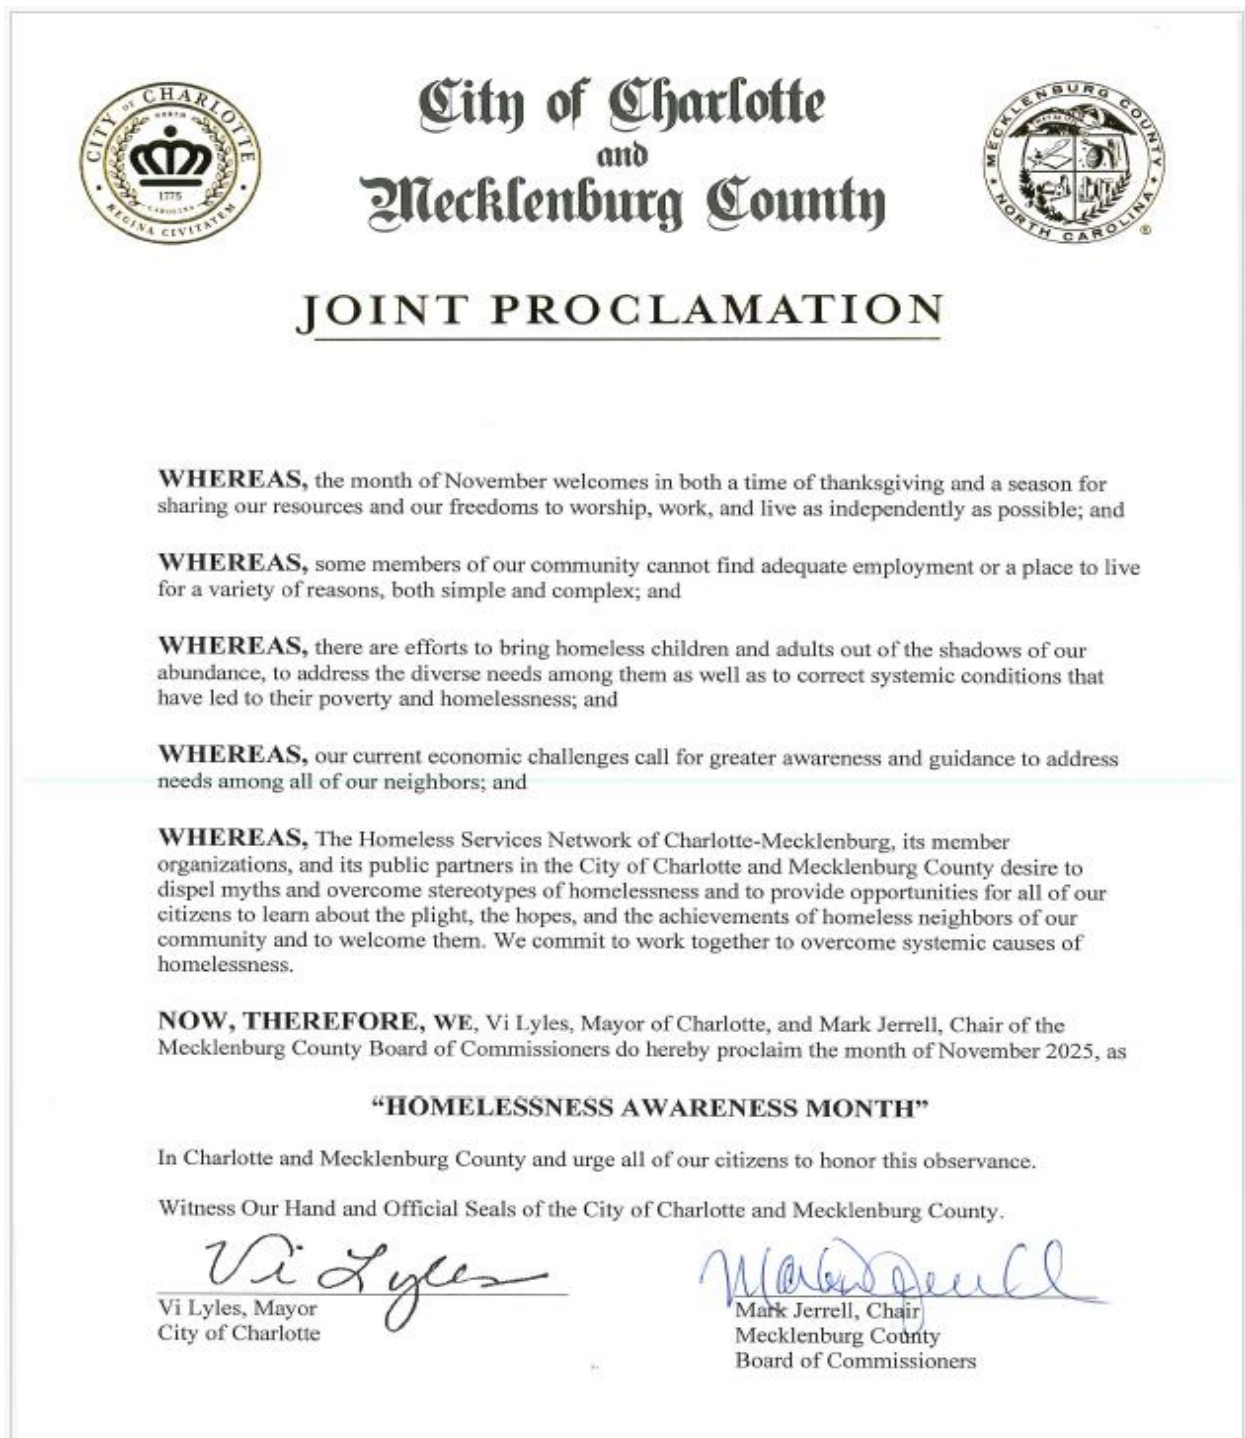 CITY OF CHARLOTTE
NORTH
1775
CAROLINA
REGINA CIVITATEM
City of Charlotte
and
Mecklenburg County
MECKLENBURG COUNTY
NORTH CAROLINA
®
JOINT PROCLAMATION
WHEREAS, the month of November welcomes in both a time of thanksgiving and a season for
sharing our resources and our freedoms to worship, work, and live as independently as possible; and
WHEREAS, some members of our community cannot find adequate employment or a place to live
for a variety of reasons, both simple and complex; and
WHEREAS, there are efforts to bring homeless children and adults out of the shadows of our
abundance, to address the diverse needs among them as well as to correct systemic conditions that
have led to their poverty and homelessness; and
WHEREAS, our current economic challenges call for greater awareness and guidance to address
needs among all of our neighbors; and
WHEREAS, The Homeless Services Network of Charlotte-Mecklenburg, its member
organizations, and its public partners in the City of Charlotte and Mecklenburg County desire to
dispel myths and overcome stereotypes of homelessness and to provide opportunities for all of our
citizens to learn about the plight, the hopes, and the achievements of homeless neighbors of our
community and to welcome them. We commit to work together to overcome systemic causes of
homelessness.
NOW, THEREFORE, WE, Vi Lyles, Mayor of Charlotte, and Mark Jerrell, Chair of the
Mecklenburg County Board of Commissioners do hereby proclaim the month of November 2025, as
“HOMELESSNESS AWARENESS MONTH”
In Charlotte and Mecklenburg County and urge all of our citizens to honor this observance.
Witness Our Hand and Official Seals of the City of Charlotte and Mecklenburg County.
Vi Lyles
Vi Lyles, Mayor
City of Charlotte
Mark Jerrell
Mark Jerrell, Chair
Mecklenburg County
Board of Commissioners